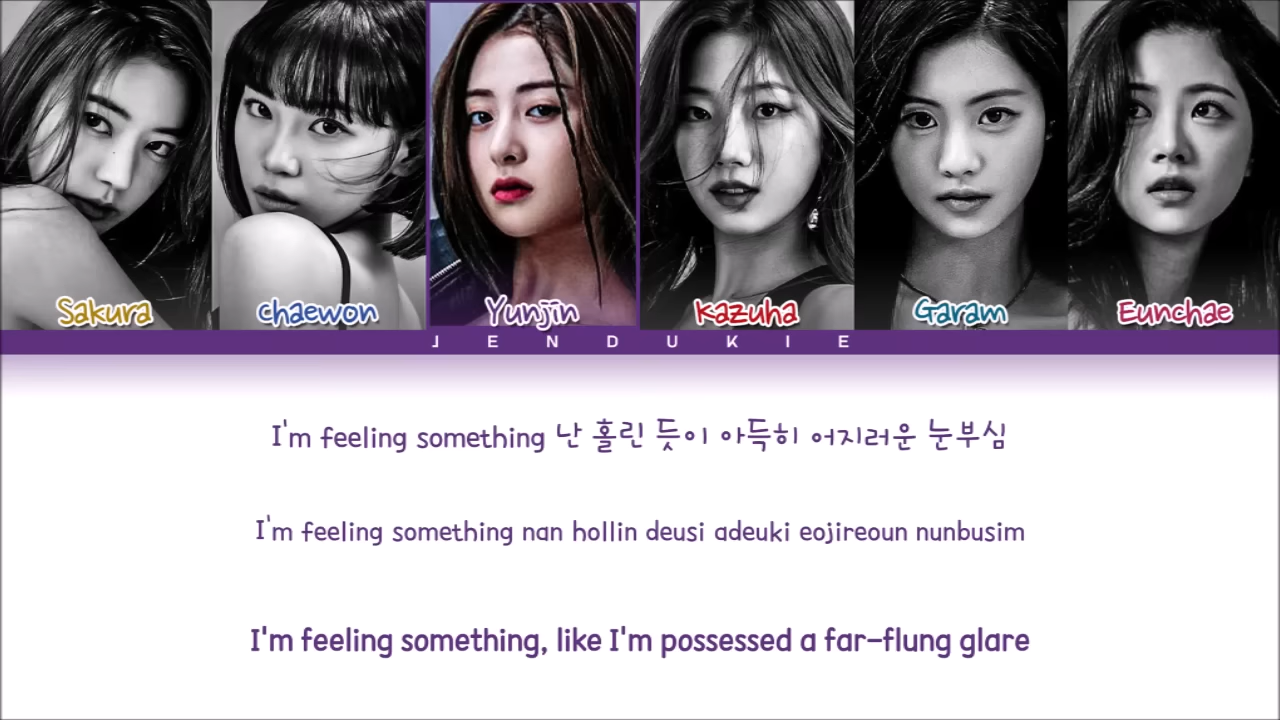 Sakura
chaewon
Yunjin
kazuha
Garam
Eunchae
JENDUKIE
I'm feeling something 난 홀린 듯이 아득히 어지러운 눈부심
I'm feeling something nan hollin deusi adeuki eojireoun nunbusim
I'm feeling something, like I'm possessed a far-flung glare